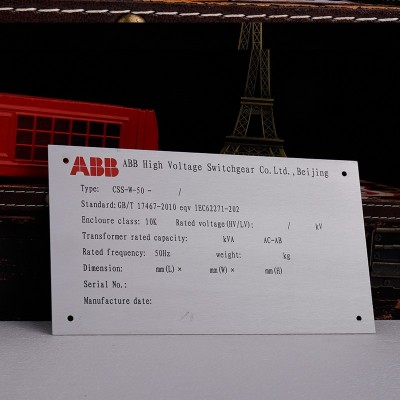 ABB ABB High Voltage Switchgear Co.Ltd.,Beijing
Type: CSS-W-50 - /
Standard:GB/T 17467-2010 eqv IEC62271-202
Encloure class: 10K Rated voltage(HV/LV): / kV
Transformer rated capacity: kVA AC-AB
Rated frequency: 50Hz weight: kg
Dimension: mm(L) × mm(W) × mm(H)
Serial No.:
Manufacture date: